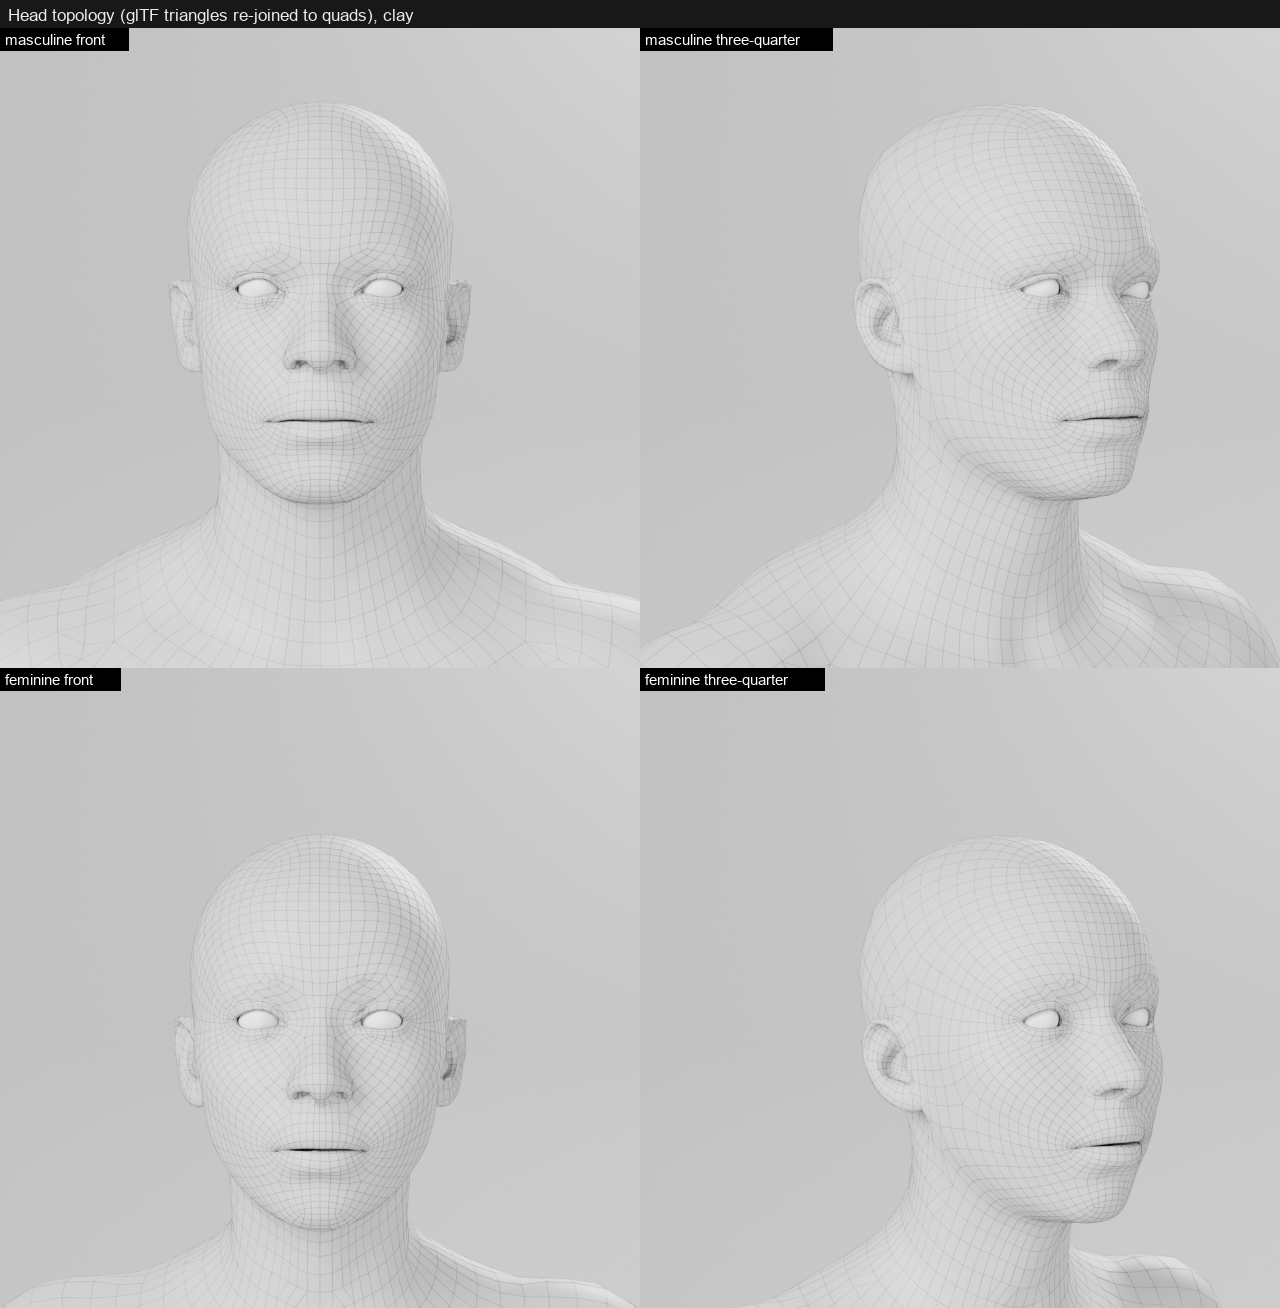 Head topology (glTF triangles re-joined to quads), clay
masculine front
masculine three-quarter
feminine front
feminine three-quarter